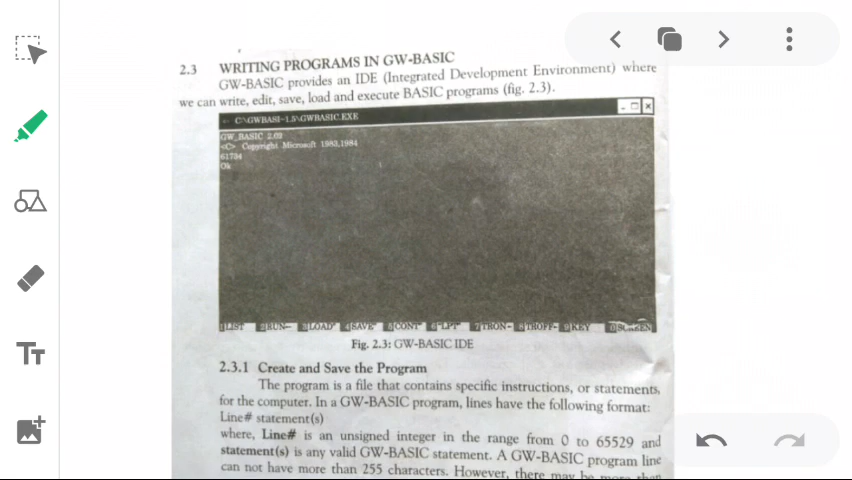 2.3 WRITING PROGRAMS IN GW-BASIC
GW-BASIC provides an IDE (Integrated Development Environment) where
we can write, edit, save, load and execute BASIC programs (fig. 2.3).
C:\GWBASI~1.5\GWBASIC.EXE
GW_BASIC 2.02
<C> Copyright Microsoft 1983,1984
61734
Ok
1LIST 2RUN← 3LOAD" 4SAVE" 5CONT 6"LPT" 7TRON← 8TROFF← 9KEY 0SCREEN
Fig. 2.3: GW-BASIC IDE
2.3.1 Create and Save the Program
The program is a file that contains specific instructions, or statements,
for the computer. In a GW-BASIC program, lines have the following format:
Line# statement(s)
where, Line# is an unsigned integer in the range from 0 to 65529 and
statement(s) is any valid GW-BASIC statement. A GW-BASIC program line
can not have more than 255 characters. However, there may be more than
Tт